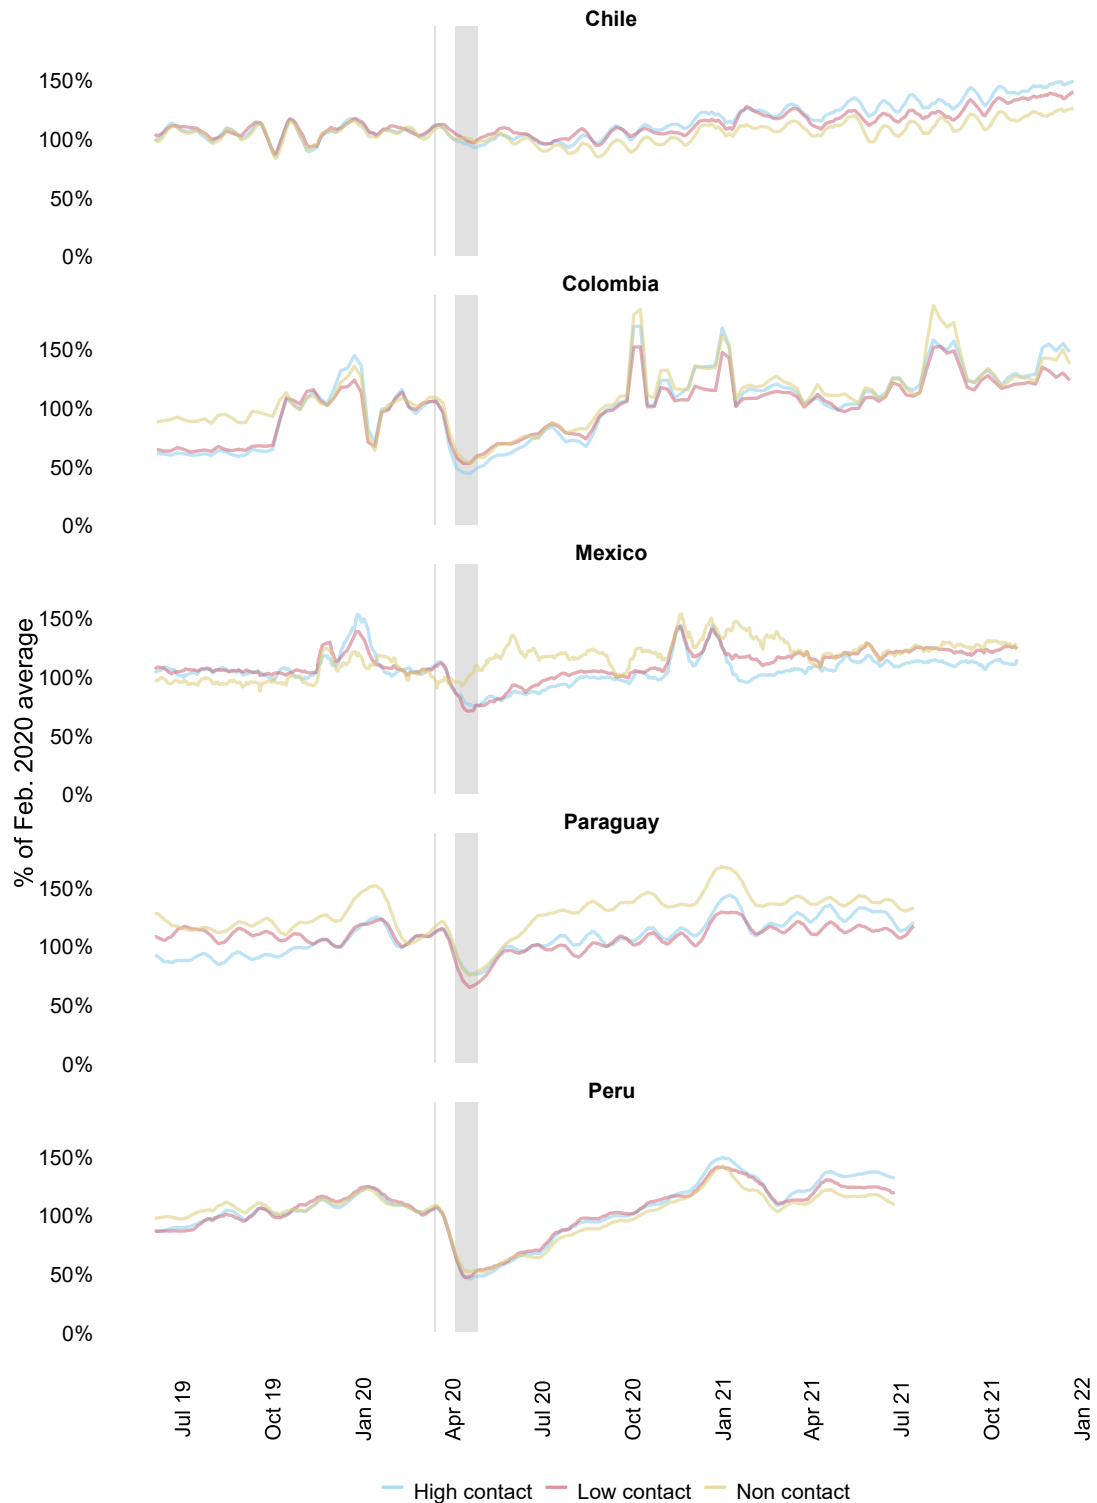 Chile
150%
100%
50%
0%
Colombia
150%
100%
50%
0%
Mexico
150%
100%
50%
0%
% of Feb. 2020 average
Paraguay
150%
100%
50%
0%
Peru
150%
100%
50%
0%
Jul 19
Oct 19
Jan 20
Apr 20
Jul 20
Oct 20
Jan 21
Apr 21
Jul 21
Oct 21
Jan 22
High contact Low contact Non contact